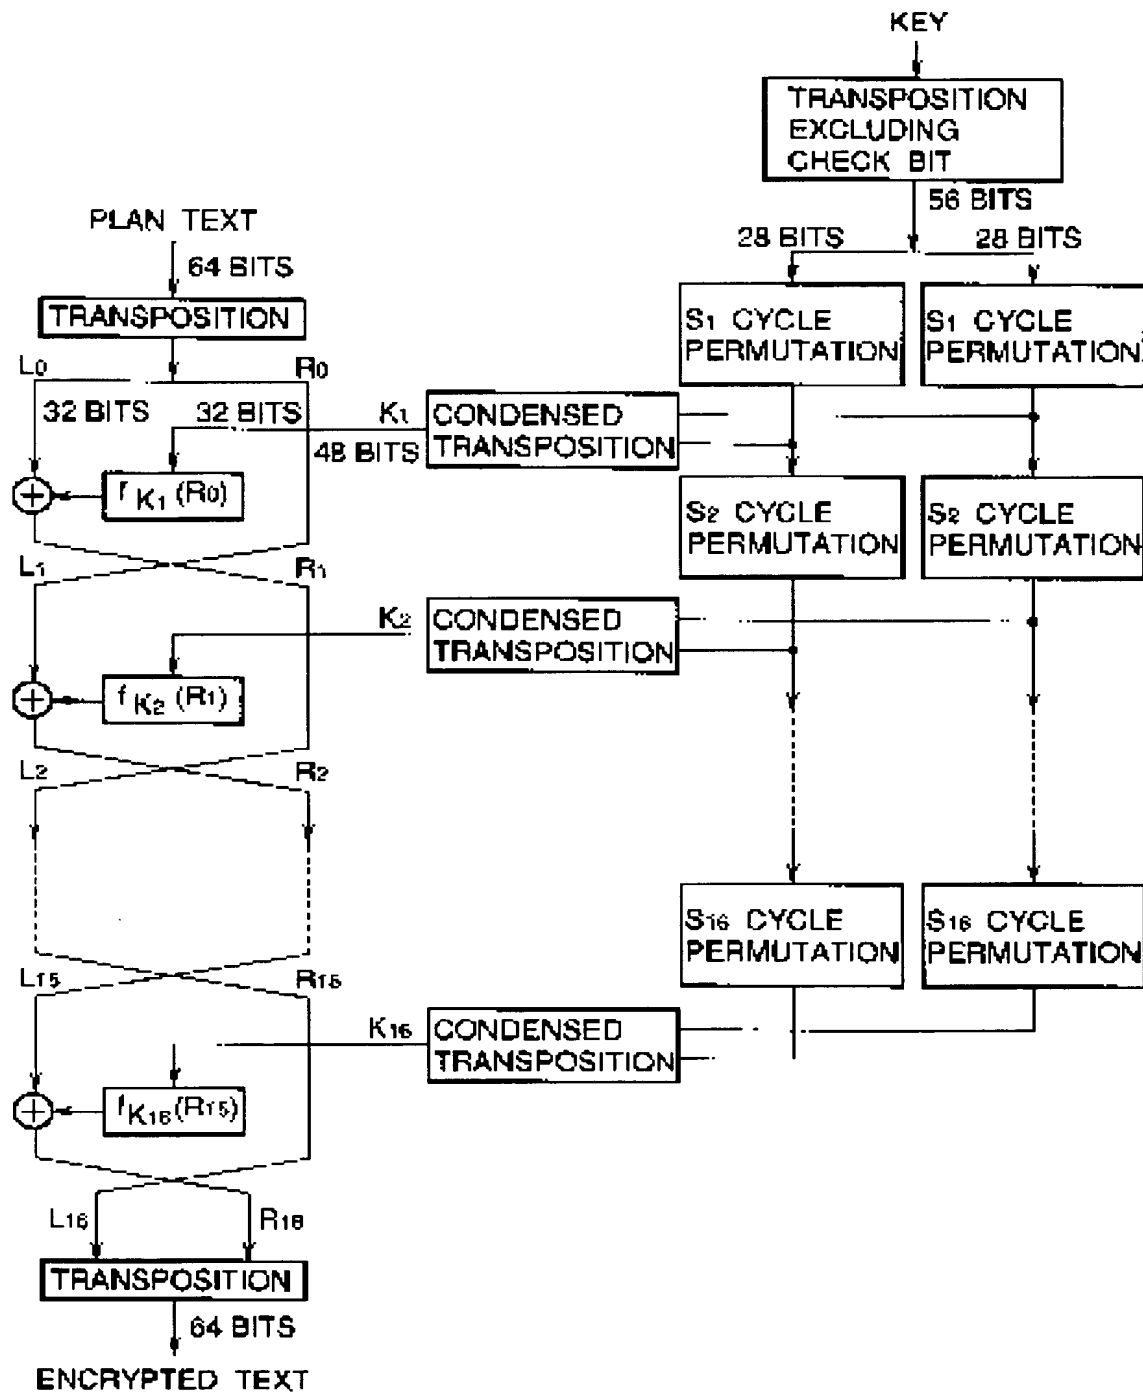 KEY
TRANSPOSITION
EXCLUDING
CHECK BIT
56 BITS
28 BITS
28 BITS
PLAN TEXT
64 BITS
TRANSPOSITION
S1 CYCLE
PERMUTATION
S1 CYCLE
PERMUTATION
L0
R0
32 BITS
32 BITS
K1
48 BITS
CONDENSED
TRANSPOSITION
fK1(R0)
S2 CYCLE
PERMUTATION
S2 CYCLE
PERMUTATION
L1
R1
K2
CONDENSED
TRANSPOSITION
fK2(R1)
L2
R2
S16 CYCLE
PERMUTATION
S16 CYCLE
PERMUTATION
L15
R15
K16
CONDENSED
TRANSPOSITION
fK16(R15)
L16
R16
TRANSPOSITION
64 BITS
ENCRYPTED TEXT